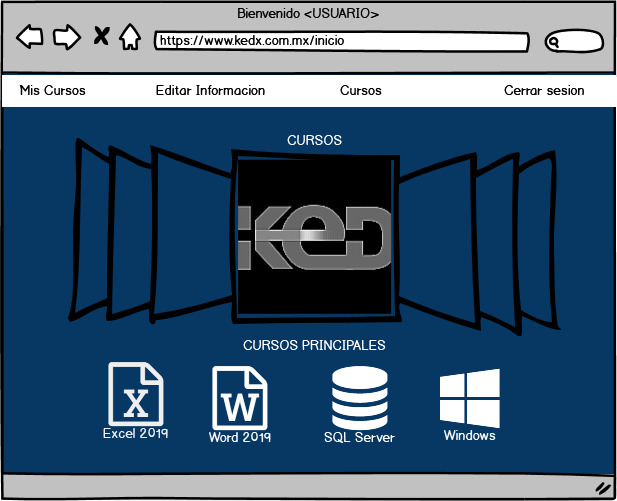 Bienvenido <USUARIO>
https://www.kedx.com.mx/inicio
Mis Cursos Editar Informacion Cursos Cerrar sesion
CURSOS
KED
CURSOS PRINCIPALES
X W
Excel 2019 Word 2019 SQL Server Windows